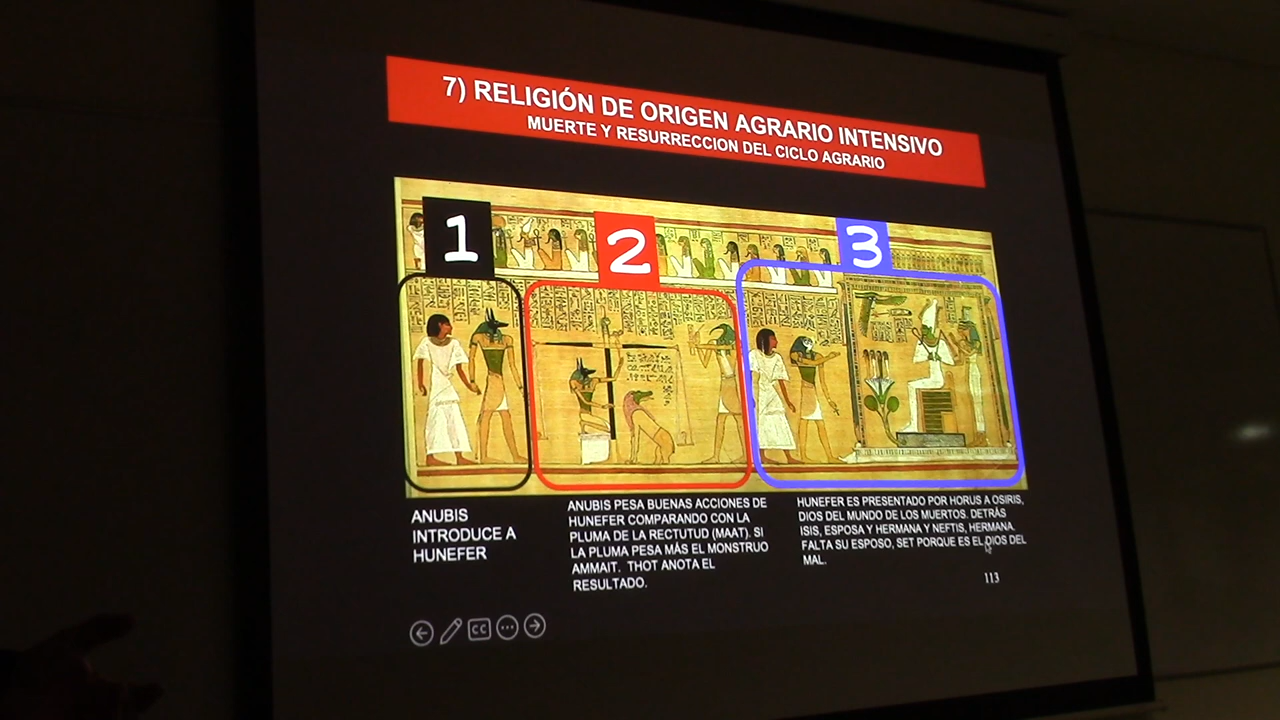 7) RELIGIÓN DE ORIGEN AGRARIO INTENSIVO
MUERTE Y RESURRECCION DEL CICLO AGRARIO
1
2
3
ANUBIS
INTRODUCE A
HUNEFER
ANUBIS PESA BUENAS ACCIONES DE
HUNEFER COMPARANDO CON LA
PLUMA DE LA RECTUTUD (MAAT). SI
LA PLUMA PESA MÁS EL MONSTRUO
AMMAIT. THOT ANOTA EL
RESULTADO.
HUNEFER ES PRESENTADO POR HORUS A OSIRIS,
DIOS DEL MUNDO DE LOS MUERTOS. DETRÁS
ISIS, ESPOSA Y HERMANA Y NEFTIS, HERMANA.
FALTA SU ESPOSO, SET PORQUE ES EL DIOS DEL
MAL.
113
CC